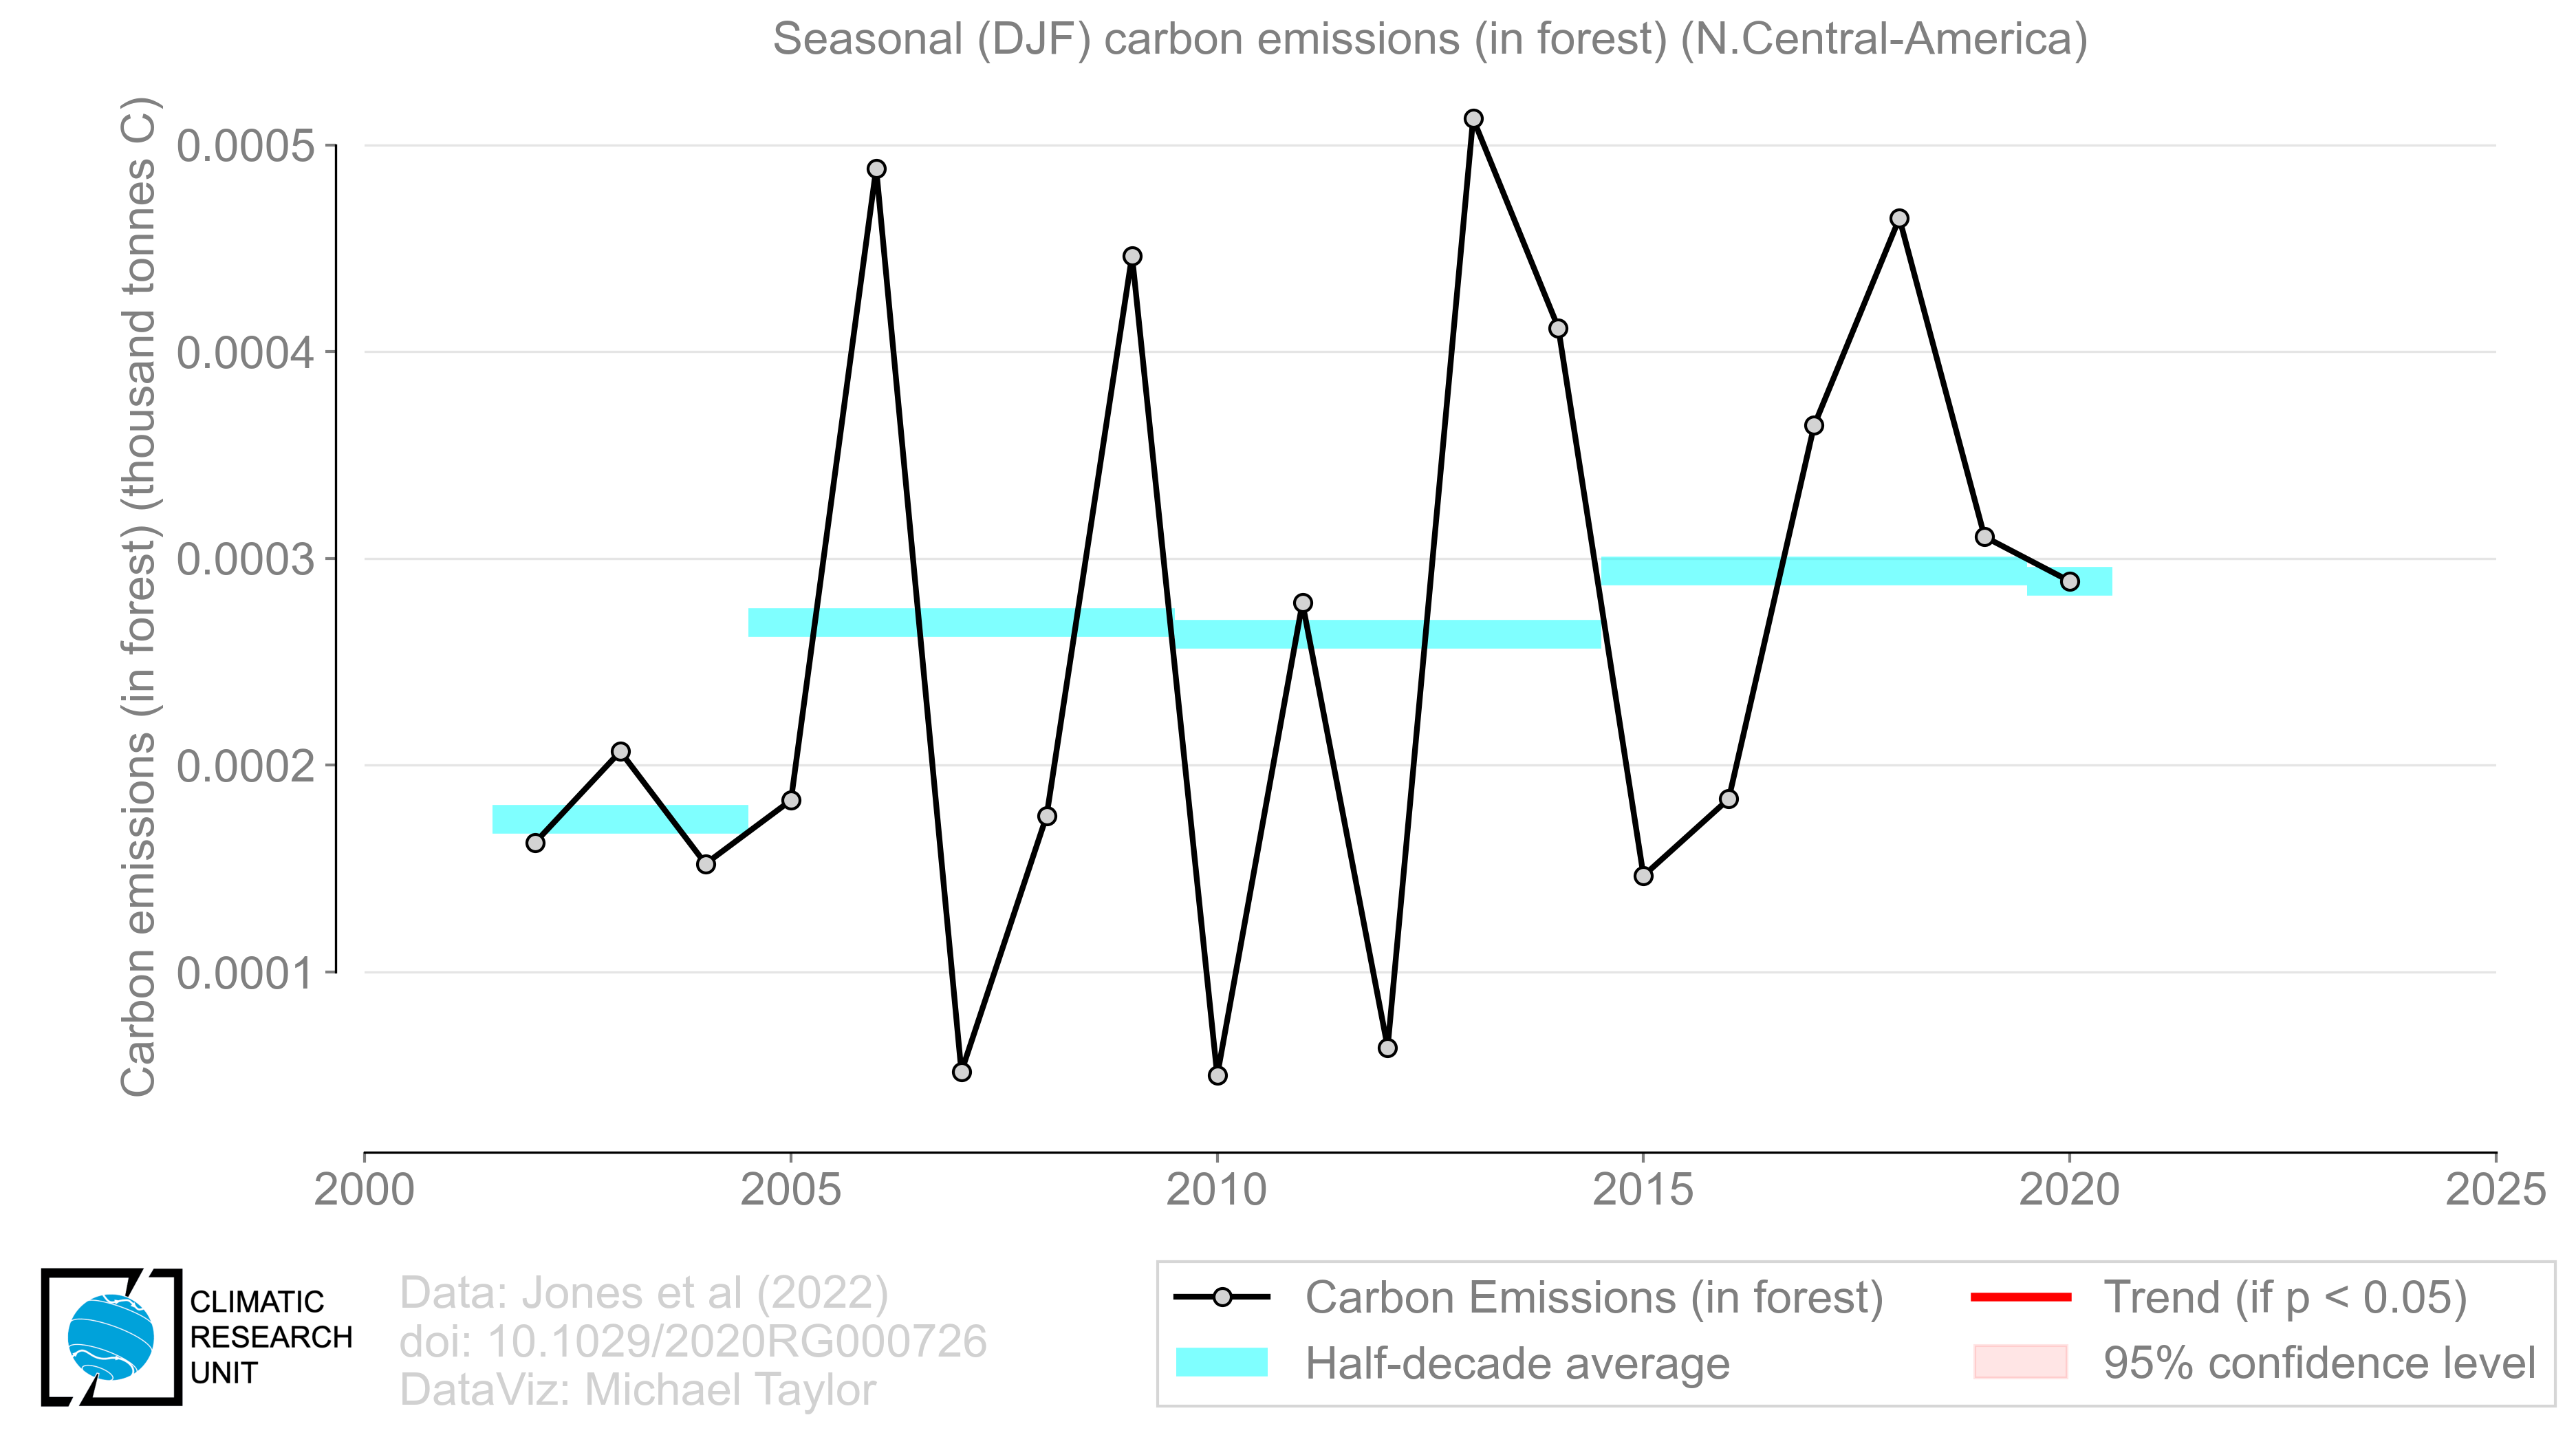 Seasonal (DJF) carbon emissions (in forest) (N.Central-America)
Carbon emissions (in forest) (thousand tonnes C)
0.0005
0.0004
0.0003
0.0002
0.0001
2000 2005 2010 2015 2020 2025
CLIMATIC
RESEARCH
UNIT
Data: Jones et al (2022)
doi: 10.1029/2020RG000726
DataViz: Michael Taylor
Carbon Emissions (in forest)
Half-decade average
Trend (if p < 0.05)
95% confidence level